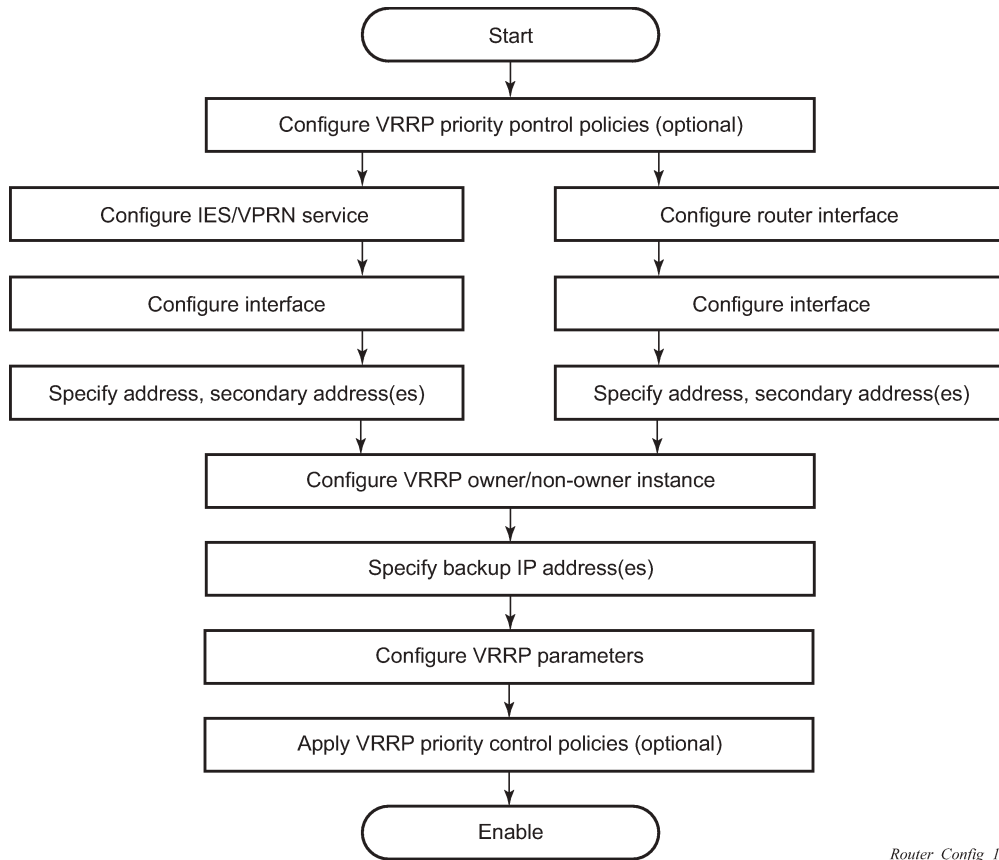 Start
Configure VRRP priority pontrol policies (optional)
Configure IES/VPRN service
Configure router interface
Configure interface
Configure interface
Specify address, secondary address(es)
Specify address, secondary address(es)
Configure VRRP owner/non-owner instance
Specify backup IP address(es)
Configure VRRP parameters
Apply VRRP priority control policies (optional)
Enable
Router_Config_1